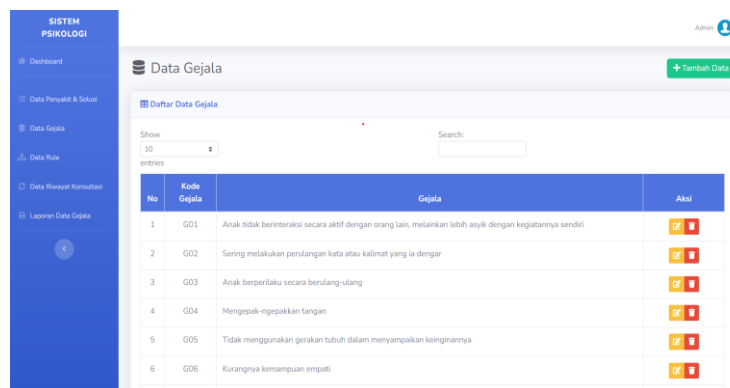 SISTEM
PSIKOLOGI
Admin
Dashboard
Data Gejala
+ Tambah Data
Data Penyakit & Solusi
Daftar Data Gejala
Data Gejala
Show
Search:
10
entries
Data Rule
Data Riwayat Konsultasi
Laporan Data Gejala
No Kode Gejala Gejala Aksi
1 G01 Anak tidak berinteraksi secara aktif dengan orang lain, melainkan lebih asyik dengan kegiatannya sendiri
2 G02 Sering melakukan perulangan kata atau kalimat yang ia dengar
3 G03 Anak berperilaku secara berulang-ulang
4 G04 Mengepak-ngepakkan tangan
5 G05 Tidak menggunakan gerakan tubuh dalam menyampaikan keinginannya
6 G06 Kurangnya kemampuan empati